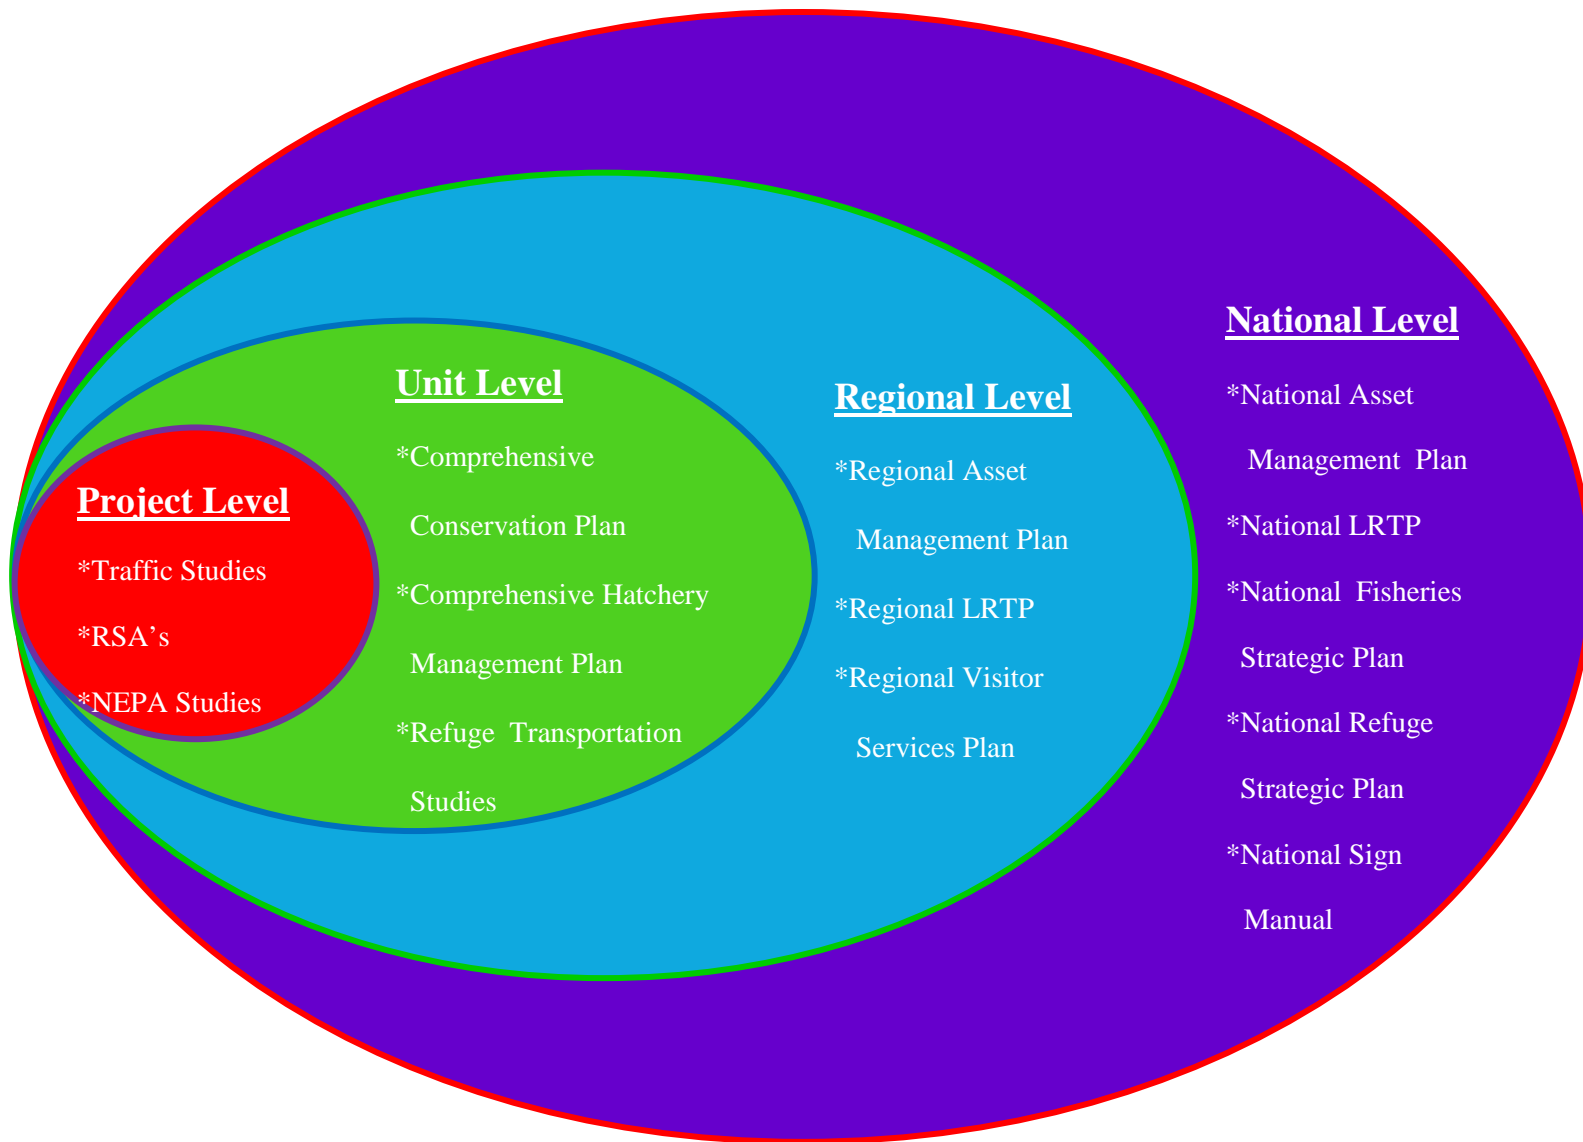 Project Level
*Traffic Studies
*RSA’s
*NEPA Studies
Unit Level
*Comprehensive
Conservation Plan
*Comprehensive Hatchery
Management Plan
*Refuge Transportation
Studies
Regional Level
*Regional Asset
Management Plan
*Regional LRTP
*Regional Visitor
Services Plan
National Level
*National Asset
Management Plan
*National LRTP
*National Fisheries
Strategic Plan
*National Refuge
Strategic Plan
*National Sign
Manual